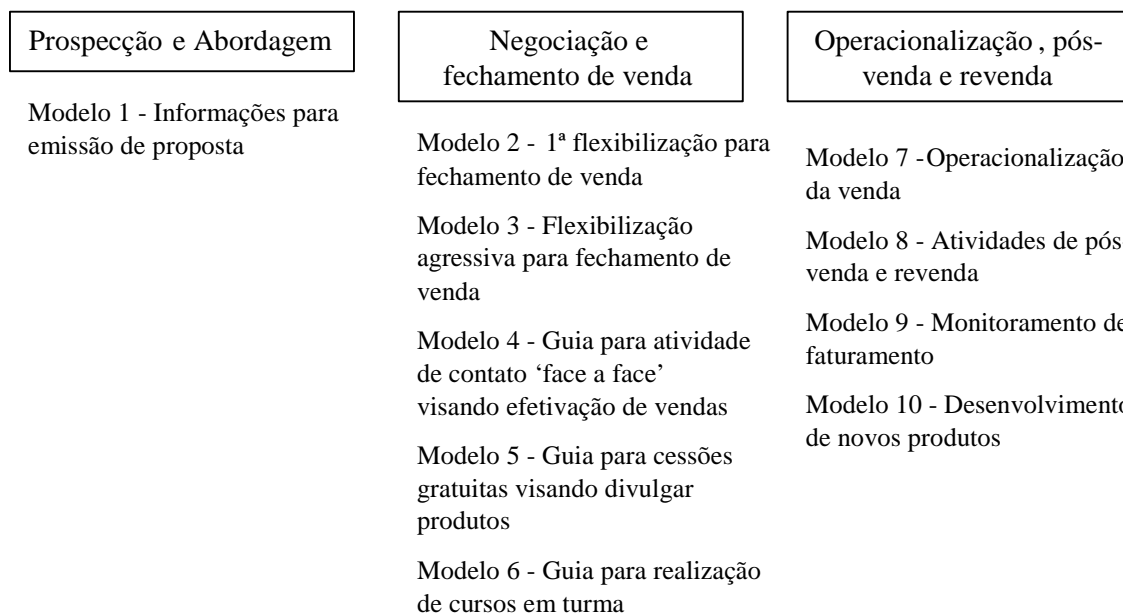 Prospecção e Abordagem
Modelo 1 - Informações para
emissão de proposta
Negociação e
fechamento de venda
Modelo 2 - 1ª flexibilização para
fechamento de venda
Modelo 3 - Flexibilização
agressiva para fechamento de
venda
Modelo 4 - Guia para atividade
de contato ‘face a face’
visando efetivação de vendas
Modelo 5 - Guia para cessões
gratuitas visando divulgar
produtos
Modelo 6 - Guia para realização
de cursos em turma
Operacionalização , pós-
venda e revenda
Modelo 7 -Operacionalização
da venda
Modelo 8 - Atividades de pós-
venda e revenda
Modelo 9 - Monitoramento de
faturamento
Modelo 10 - Desenvolvimento
de novos produtos